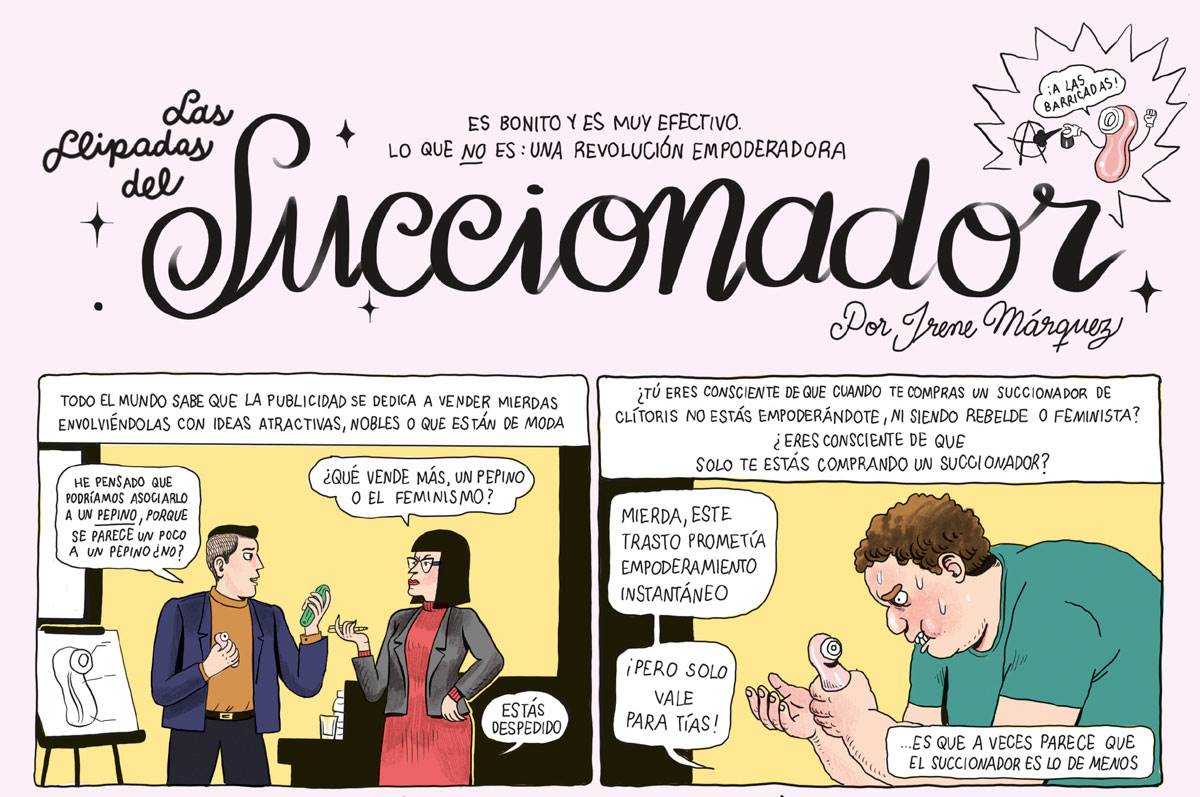 Las
Flipadas
del
Succionador
ES BONITO Y ES MUY EFECTIVO.
LO QUE NO ES: UNA REVOLUCIÓN EMPODERADORA
¡A LAS
BARRICADAS!
A
Por Irene Márquez
TODO EL MUNDO SABE QUE LA PUBLICIDAD SE DEDICA A VENDER MIERDAS
ENVOLVIÉNDOLAS CON IDEAS ATRACTIVAS, NOBLES O QUE ESTÁN DE MODA
HE PENSADO QUE
PODRÍAMOS ASOCIARLO
A UN PEPINO, PORQUE
SE PARECE UN POCO
A UN PEPINO ¿NO?
¿QUÉ VENDE MÁS, UN PEPINO
O EL FEMINISMO?
ESTÁS
DESPEDIDO
¿TÚ ERES CONSCIENTE DE QUE CUANDO TE COMPRAS UN SUCCIONADOR DE
CLÍTORIS NO ESTÁS EMPODERÁNDOTE, NI SIENDO REBELDE O FEMINISTA?
¿ERES CONSCIENTE DE QUE
SOLO TE ESTÁS COMPRANDO UN SUCCIONADOR?
MIERDA, ESTE
TRASTO PROMETÍA
EMPODERAMIENTO
INSTANTÁNEO
¡PERO SOLO
VALE
PARA TÍAS!
...ES QUE A VECES PARECE QUE
EL SUCCIONADOR ES LO DE MENOS